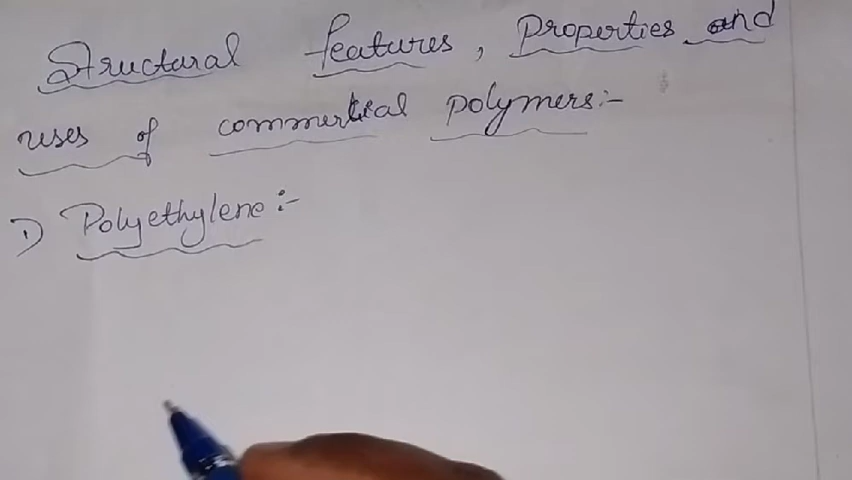 Structural features, properties and
uses of commertial polymers:-
1) Polyethylene:-